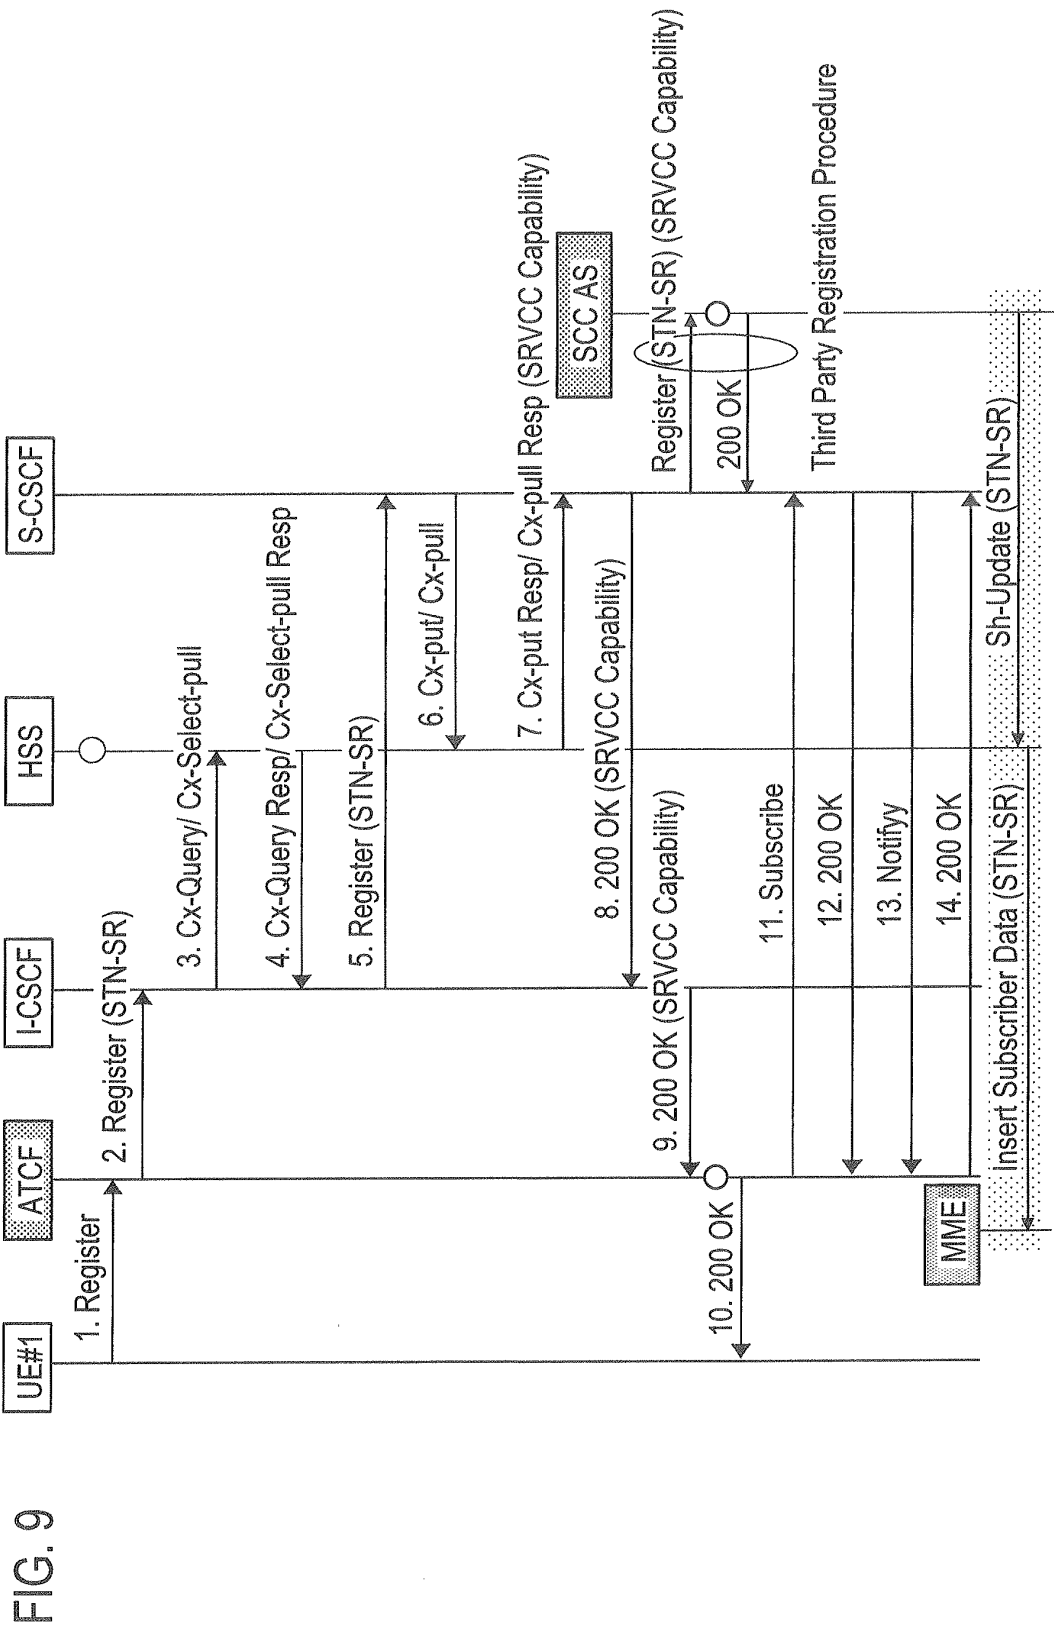 FIG. 9
UE#1
ATCF
I-CSCF
HSS
S-CSCF
1. Register
2. Register (STN-SR)
3. Cx-Query/ Cx-Select-pull
4. Cx-Query Resp/ Cx-Select-pull Resp
5. Register (STN-SR)
6. Cx-put/ Cx-pull
7. Cx-put Resp/ Cx-pull Resp (SRVCC Capability)
SCC AS
8. 200 OK (SRVCC Capability)
9. 200 OK (SRVCC Capability)
Register (STN-SR) (SRVCC Capability)
10. 200 OK
200 OK
11. Subscribe
Third Party Registration Procedure
12. 200 OK
13. Notifyy
14. 200 OK
MME
Sh-Update (STN-SR)
Insert Subscriber Data (STN-SR)